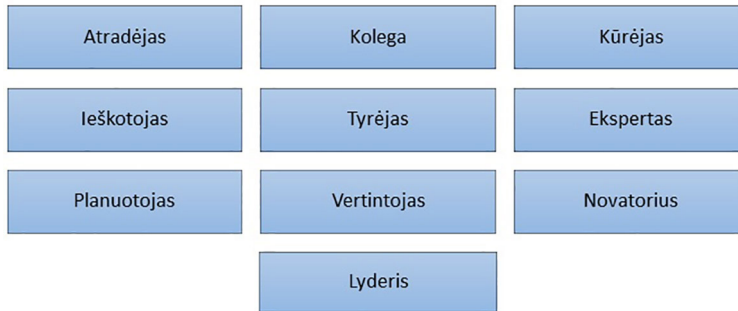 Atradėjas
Kolega
Kūrėjas
Ieškotojas
Tyrėjas
Ekspertas
Planuotojas
Vertintojas
Novatorius
Lyderis